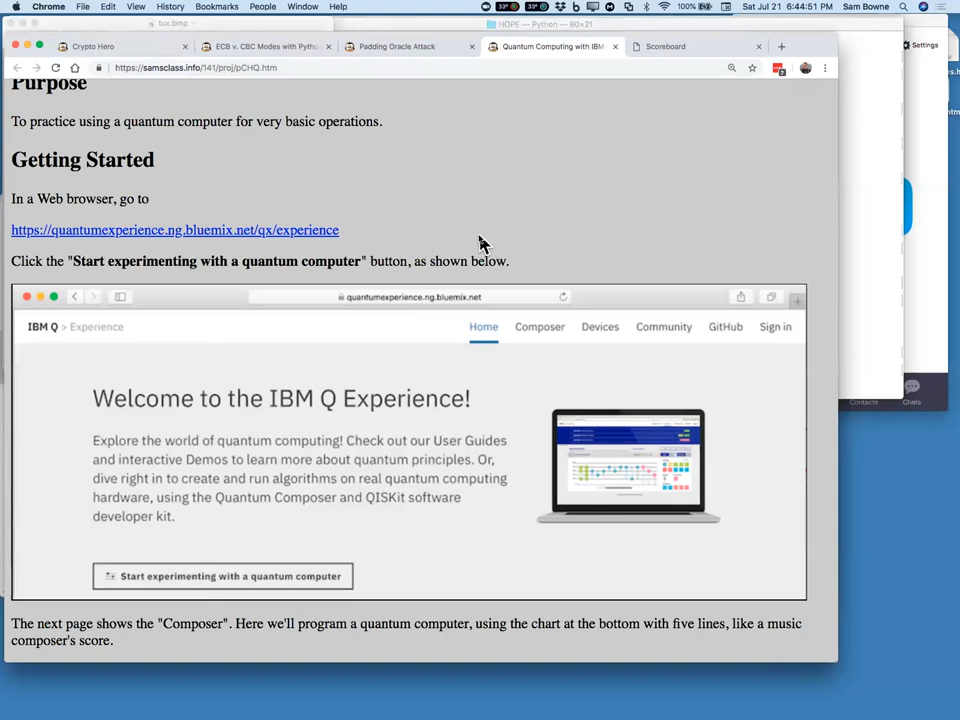 Chrome File Edit View History Bookmarks People Window Help 33° 33° 100% Sat Jul 21 6:44:51 PM Sam Bowne
tux.bmp HOPE — Python — 80×21
Crypto Hero × ECB v. CBC Modes with Pytho × Padding Oracle Attack × Quantum Computing with IBM × Scoreboard × +
Settings
https://samsclass.info/141/proj/pCHQ.htm
Purpose
To practice using a quantum computer for very basic operations.
Getting Started
In a Web browser, go to
https://quantumexperience.ng.bluemix.net/qx/experience
Click the "Start experimenting with a quantum computer" button, as shown below.
quantumexperience.ng.bluemix.net
IBM Q > Experience Home Composer Devices Community GitHub Sign in
Welcome to the IBM Q Experience!
Explore the world of quantum computing! Check out our User Guides
and interactive Demos to learn more about quantum principles. Or,
dive right in to create and run algorithms on real quantum computing
hardware, using the Quantum Composer and QISKit software
developer kit.
Start experimenting with a quantum computer
Contacts Chats
The next page shows the "Composer". Here we'll program a quantum computer, using the chart at the bottom with five lines, like a music
composer's score.